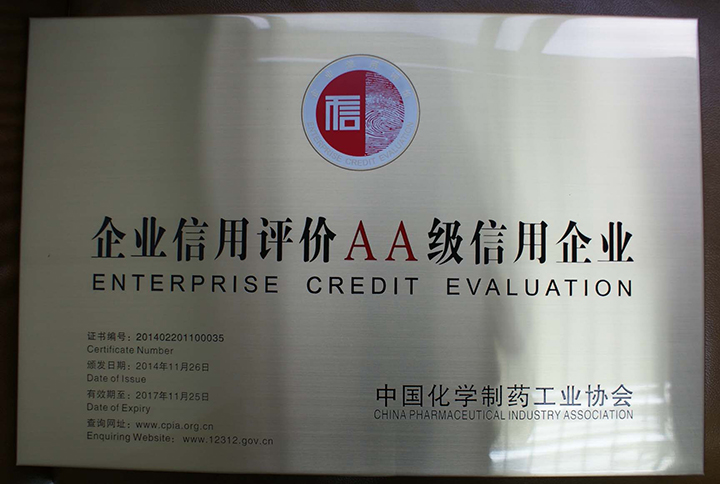 信
ENTERPRISE CREDIT EVALUATION
企业信用评价AA级信用企业
ENTERPRISE CREDIT EVALUATION
证书编号：201402201100035
Certificate Number
颁发日期：2014年11月26日
Date of Issue
有效期至：2017年11月25日
Date of Expiry
查询网址：www.cpia.org.cn
Enquiring Website：www.12312.gov.cn
中国化学制药工业协会
CHINA PHARMACEUTICAL INDUSTRY ASSOCIATION